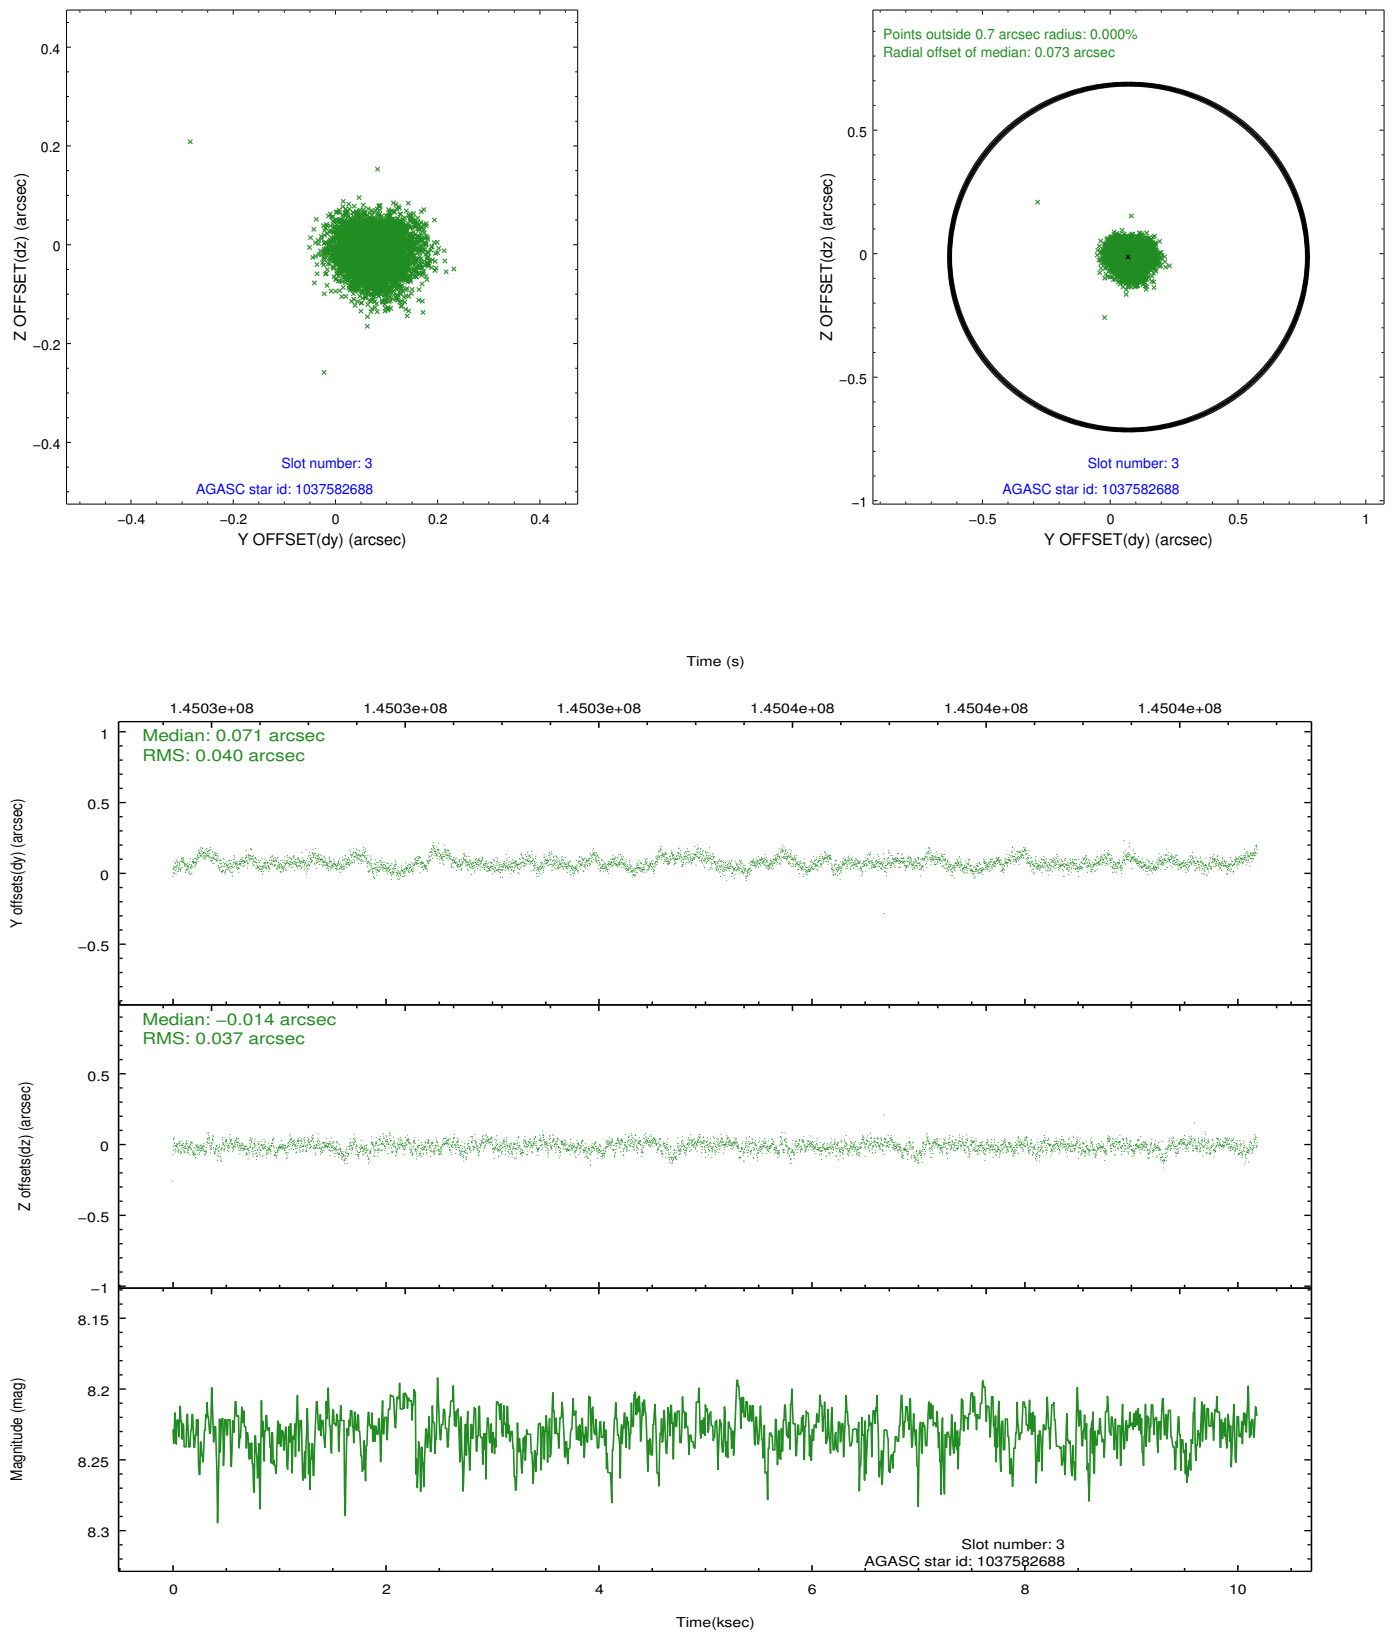 0.4
0.2
0
−0.2
−0.4
Z OFFSET(dz) (arcsec)
Slot number: 3
AGASC star id: 1037582688
−0.4 −0.2 0 0.2 0.4
Y OFFSET(dy) (arcsec)
Points outside 0.7 arcsec radius: 0.000%
Radial offset of median: 0.073 arcsec
0.5
0
−0.5
−1
Z OFFSET(dz) (arcsec)
Slot number: 3
AGASC star id: 1037582688
−0.5 0 0.5 1
Y OFFSET(dy) (arcsec)
Time (s)
1.4503e+08 1.4503e+08 1.4503e+08 1.4504e+08 1.4504e+08 1.4504e+08
Median: 0.071 arcsec
RMS: 0.040 arcsec
1
0.5
0
−0.5
Y offsets(dy) (arcsec)
Median: −0.014 arcsec
RMS: 0.037 arcsec
0.5
0
−0.5
−1
Z offsets(dz) (arcsec)
8.15
8.2
8.25
8.3
Magnitude (mag)
Slot number: 3
AGASC star id: 1037582688
0 2 4 6 8 10
Time(ksec)